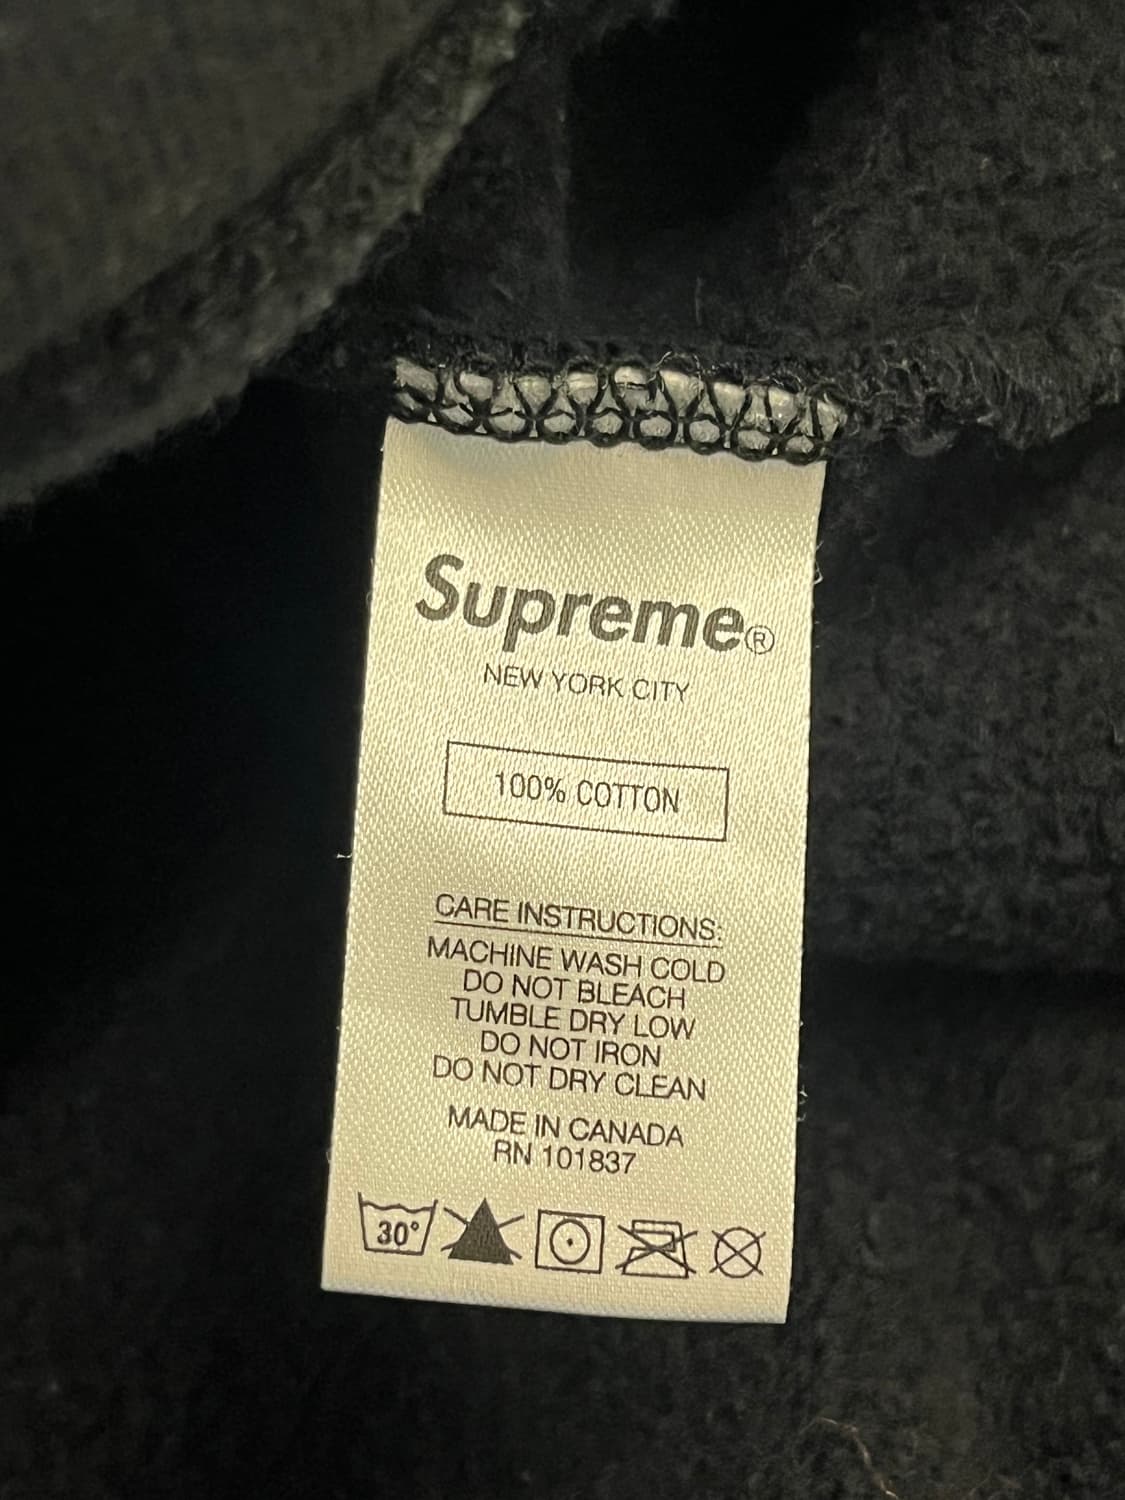 Supreme®
NEW YORK CITY
100% COTTON
CARE INSTRUCTIONS:
MACHINE WASH COLD
DO NOT BLEACH
TUMBLE DRY LOW
DO NOT IRON
DO NOT DRY CLEAN
MADE IN CANADA
RN 101837
30°